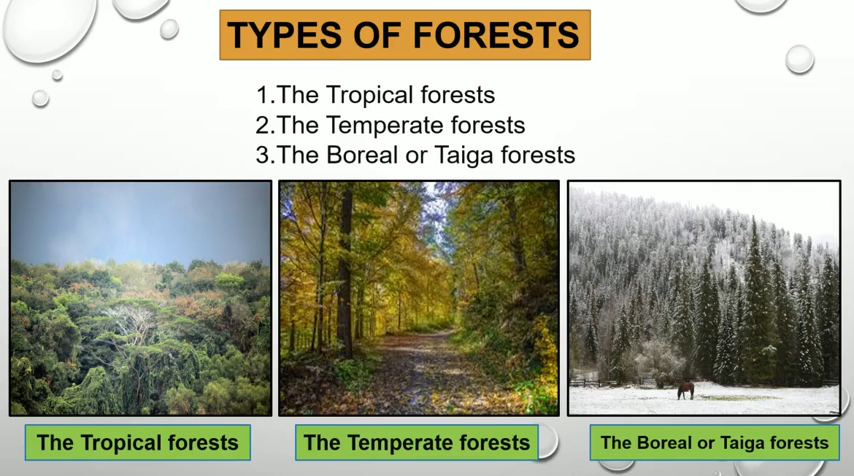 TYPES OF FORESTS
1.The Tropical forests
2.The Temperate forests
3.The Boreal or Taiga forests
The Tropical forests
The Temperate forests
The Boreal or Taiga forests